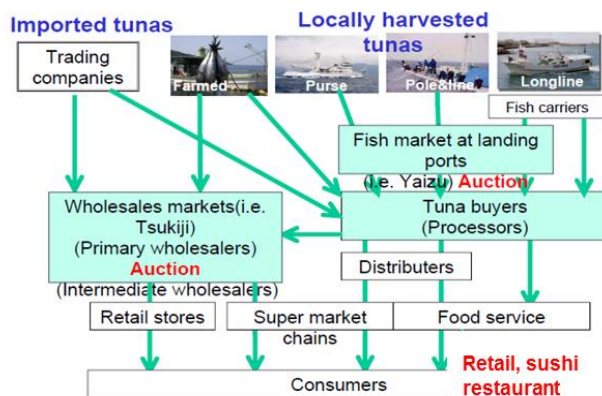 Imported tunas
Locally harvested
tunas
Trading
companies
Farmed
Purse
Pole&line
Longline
Fish carriers
Fish market at landing
ports
(i.e. Yaizu) Auction
Wholesales markets(i.e.
Tsukiji)
(Primary wholesalers)
Auction
(Intermediate wholesalers)
Tuna buyers
(Processors)
Distributers
Retail stores
Super market
chains
Food service
Retail, sushi
restaurant
Consumers